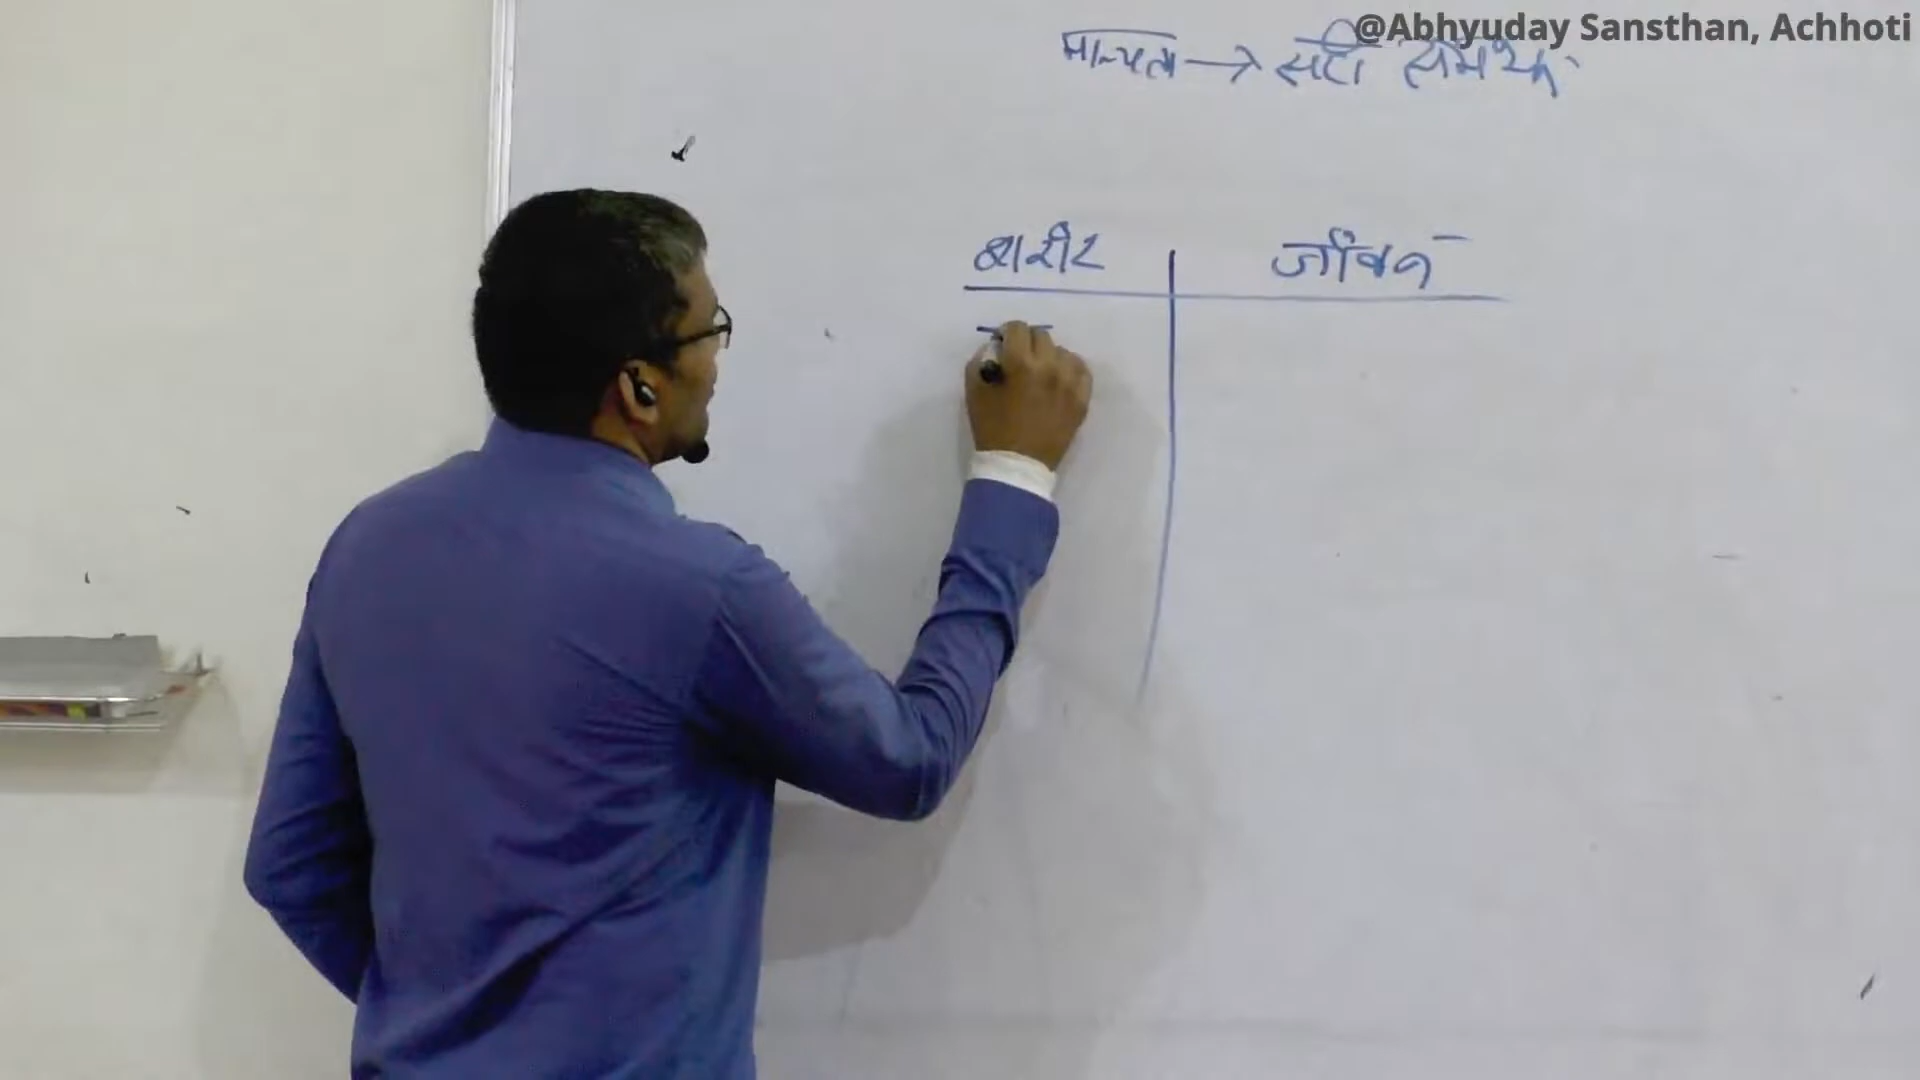 @Abhyuday Sansthan, Achhoti
मान्यता → सही समझ
शरीर जीवन